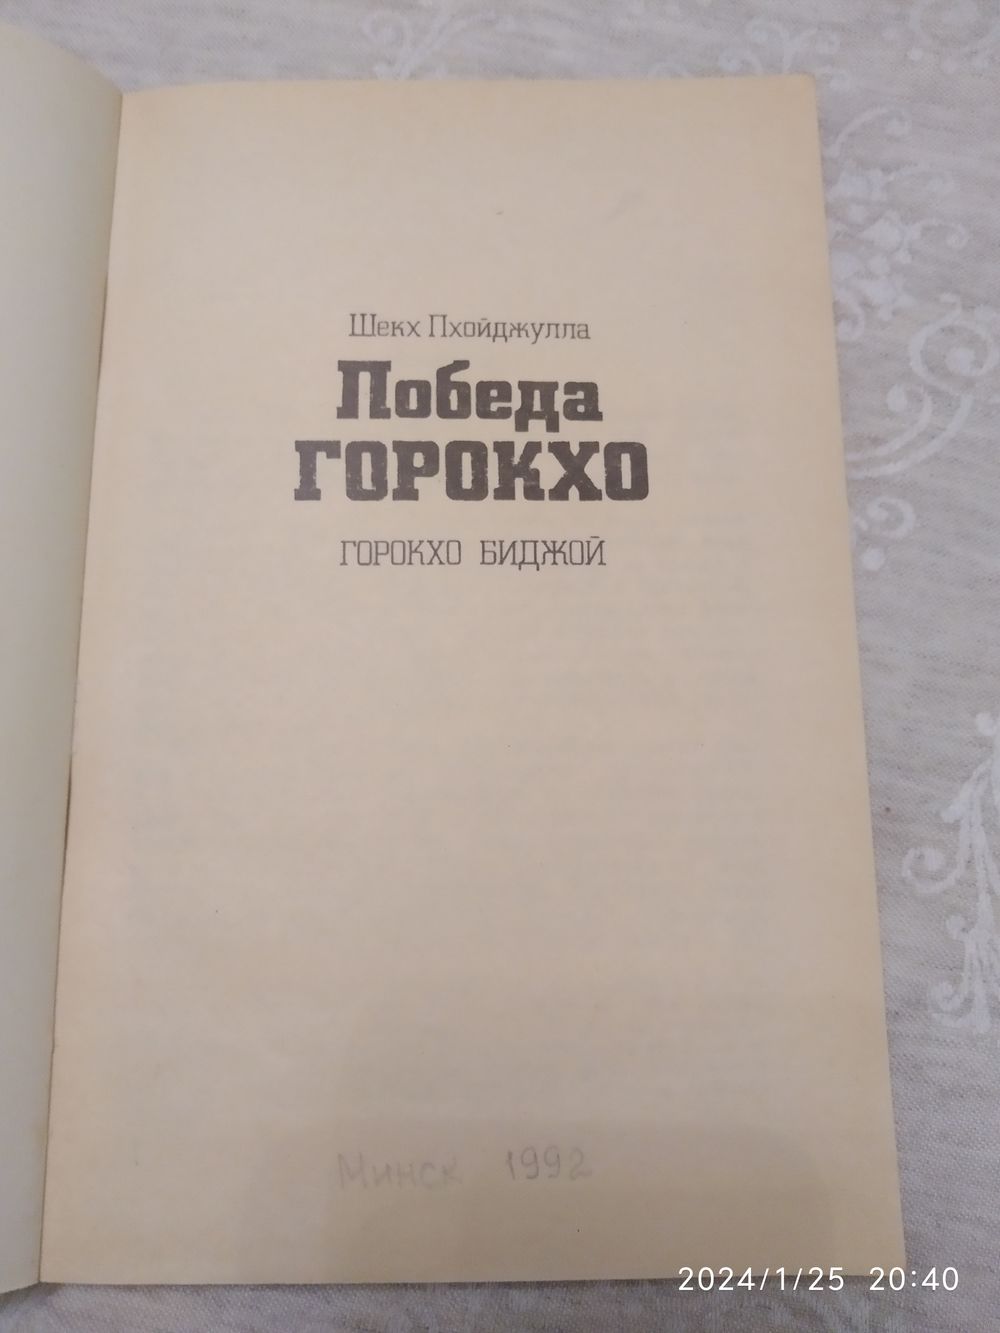 Шекх Пхойджулла
Победа
ГОРОКХО
ГОРОКХО БИДЖОЙ
Минск 1992
2024/1/25 20:40